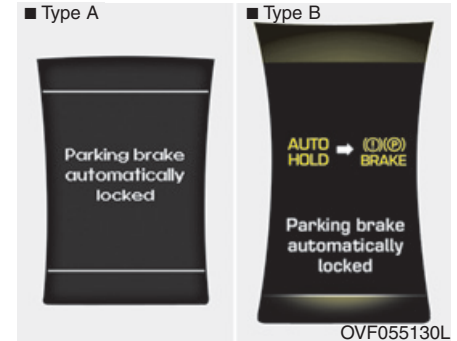 ■ Type A
■ Type B
Parking brake
automatically
locked
AUTO HOLD ➡ (!)(P) BRAKE
Parking brake
automatically
locked
OVF055130L